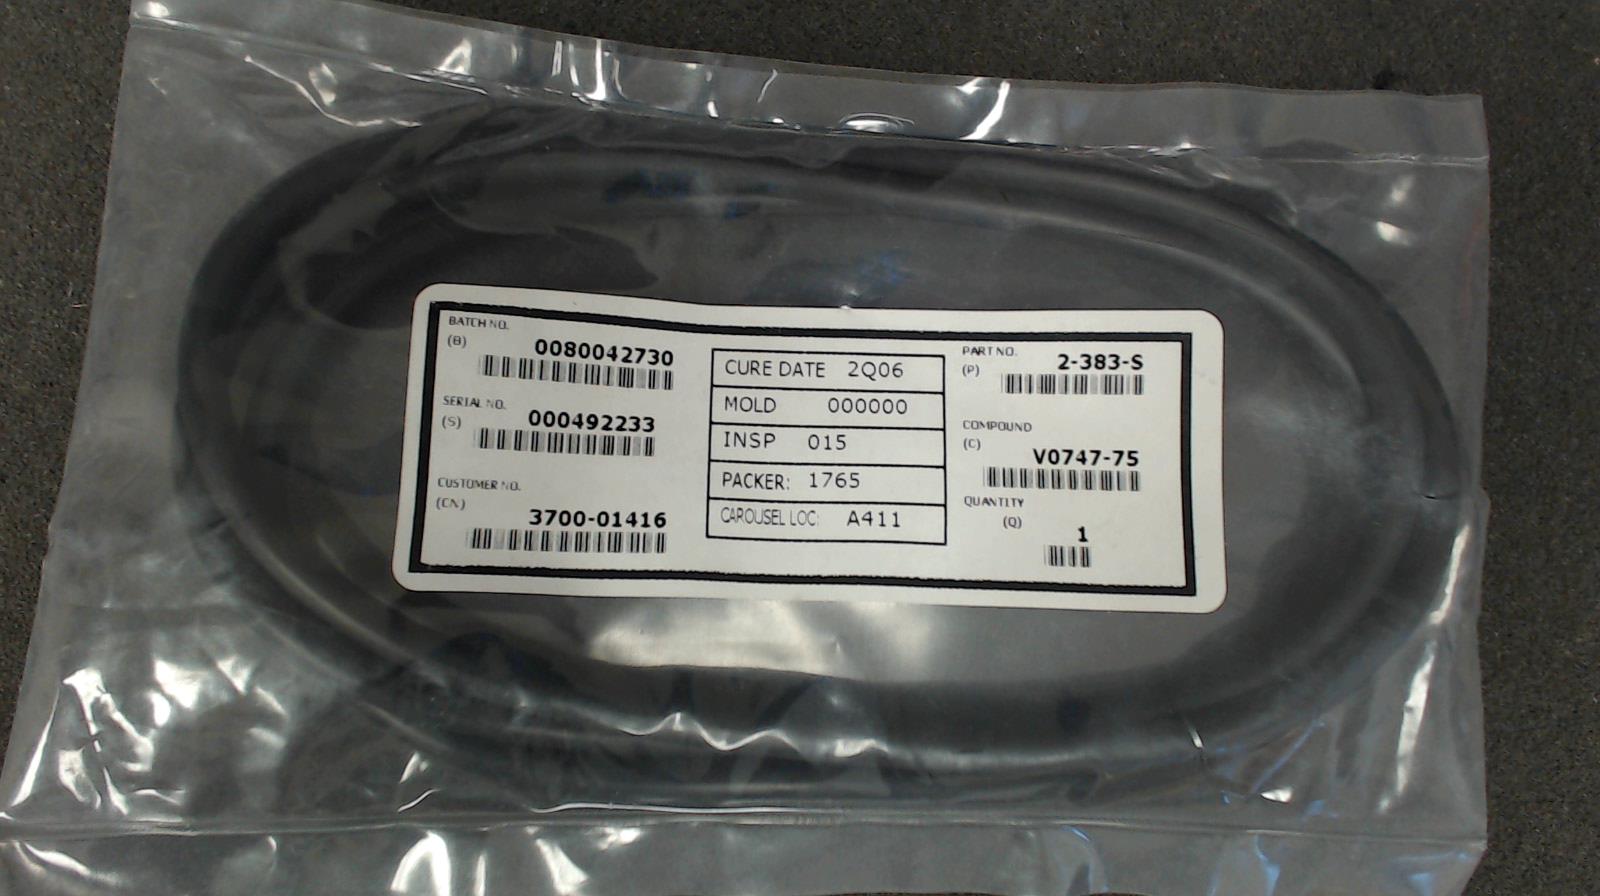 BATCH NO.
(B)
0080042730
SERIAL NO.
(S)
000492233
CUSTOMER NO.
(CN)
3700-01416
CURE DATE 2Q06
MOLD 000000
INSP 015
PACKER: 1765
CAROUSEL LOC: A411
PART NO.
(P)
2-383-S
COMPOUND
(C)
V0747-75
QUANTITY
(Q)
1